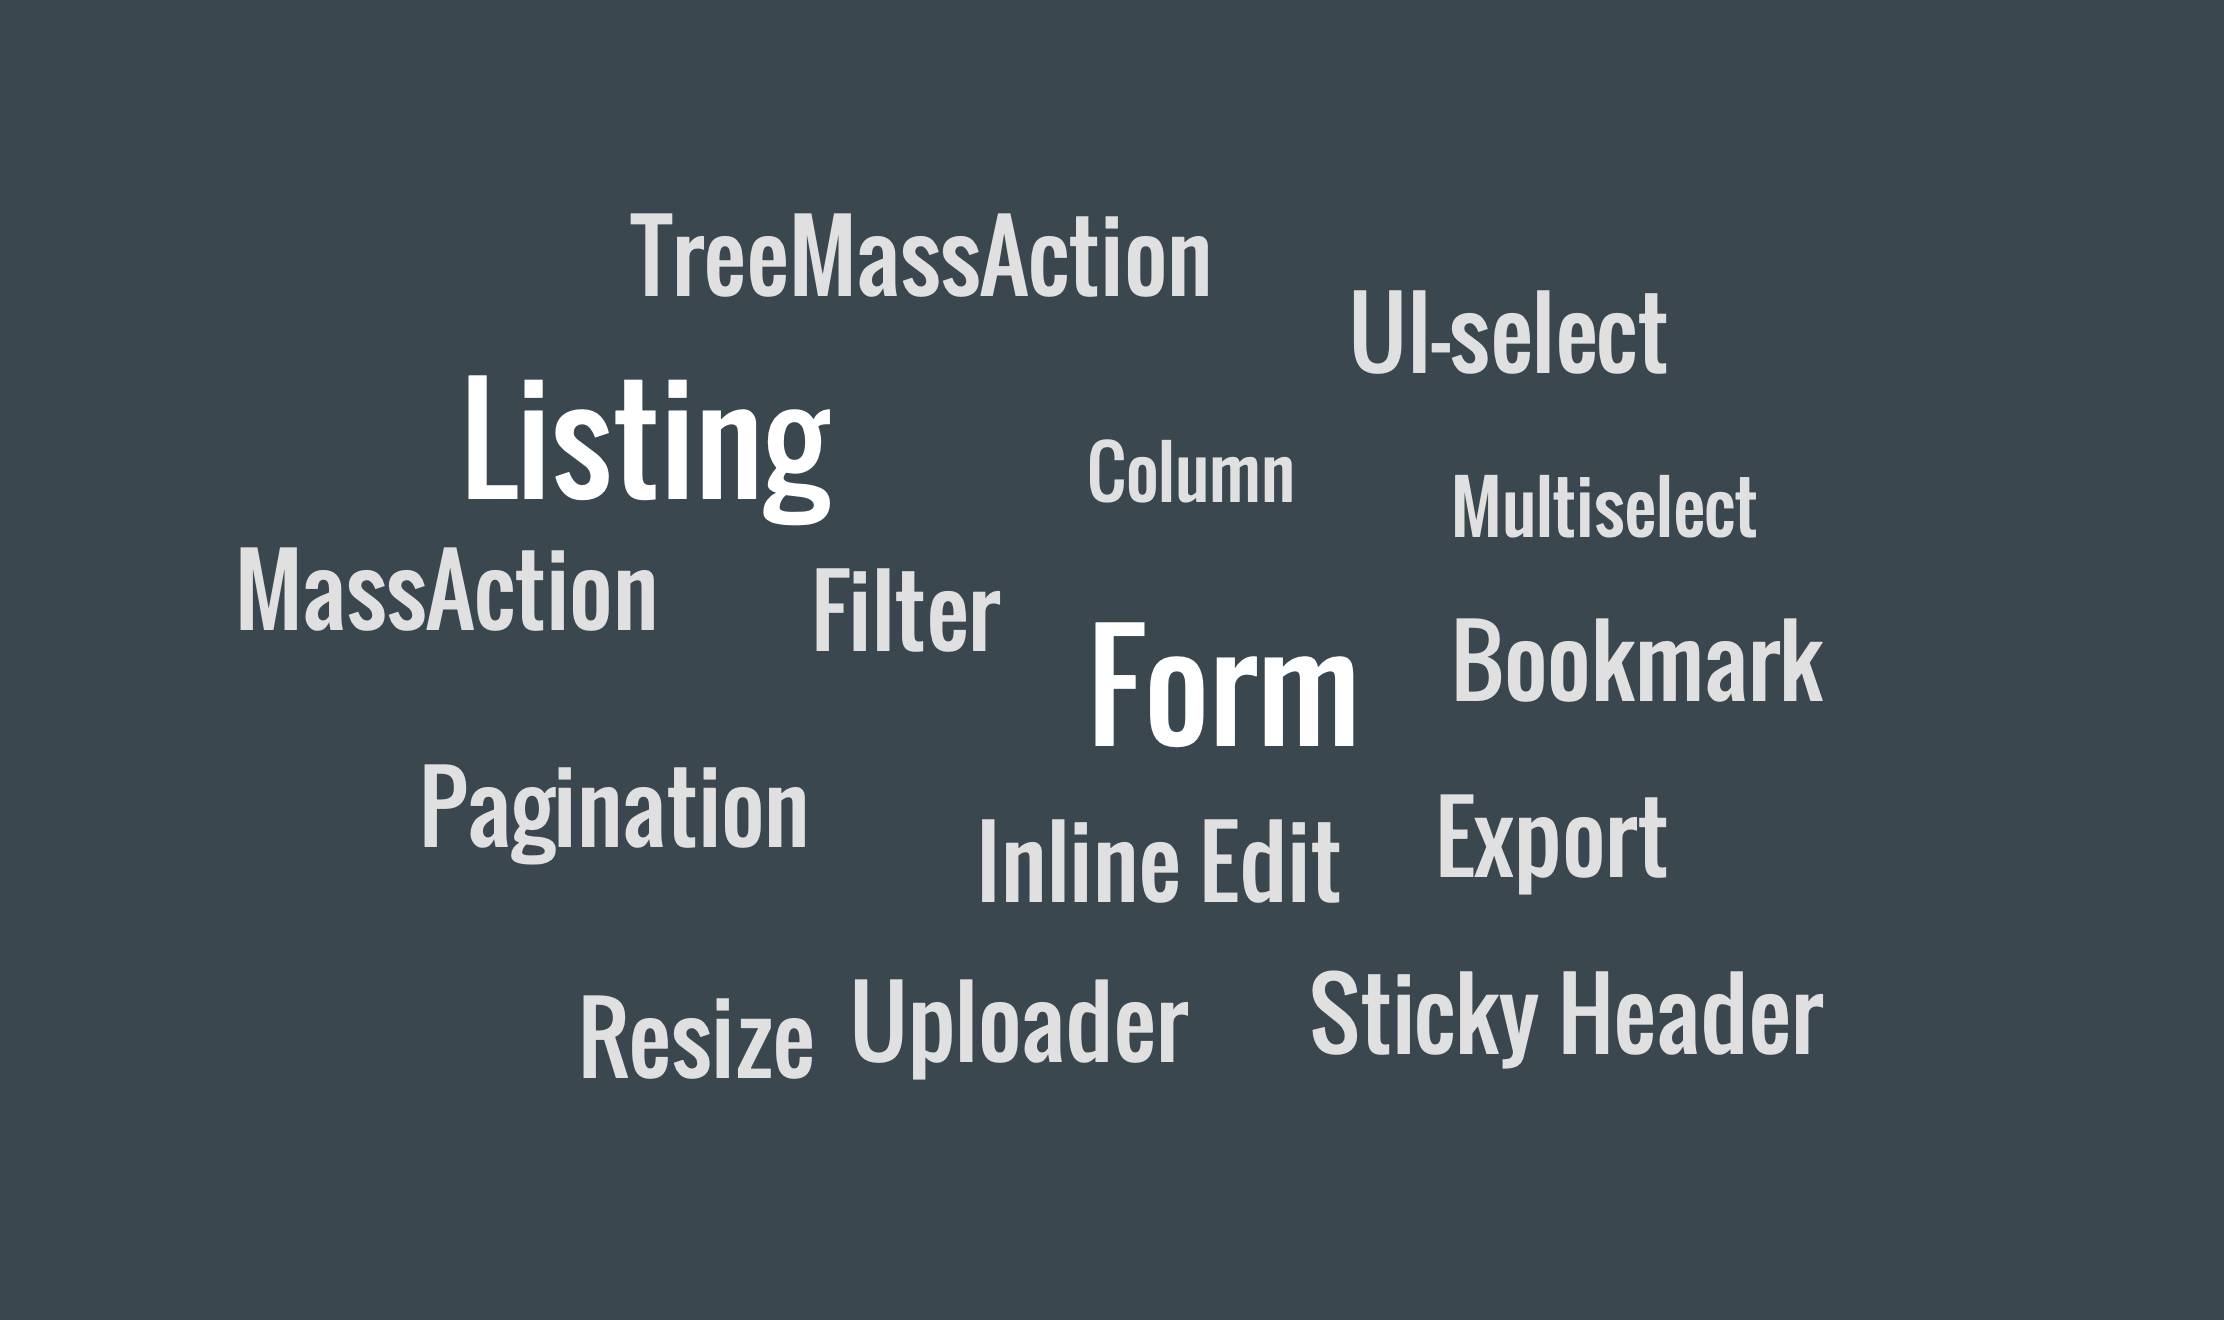 TreeMassAction
UI-select
Listing
Column
Multiselect
MassAction
Filter
Form
Bookmark
Pagination
Inline Edit
Export
Resize
Uploader
Sticky Header